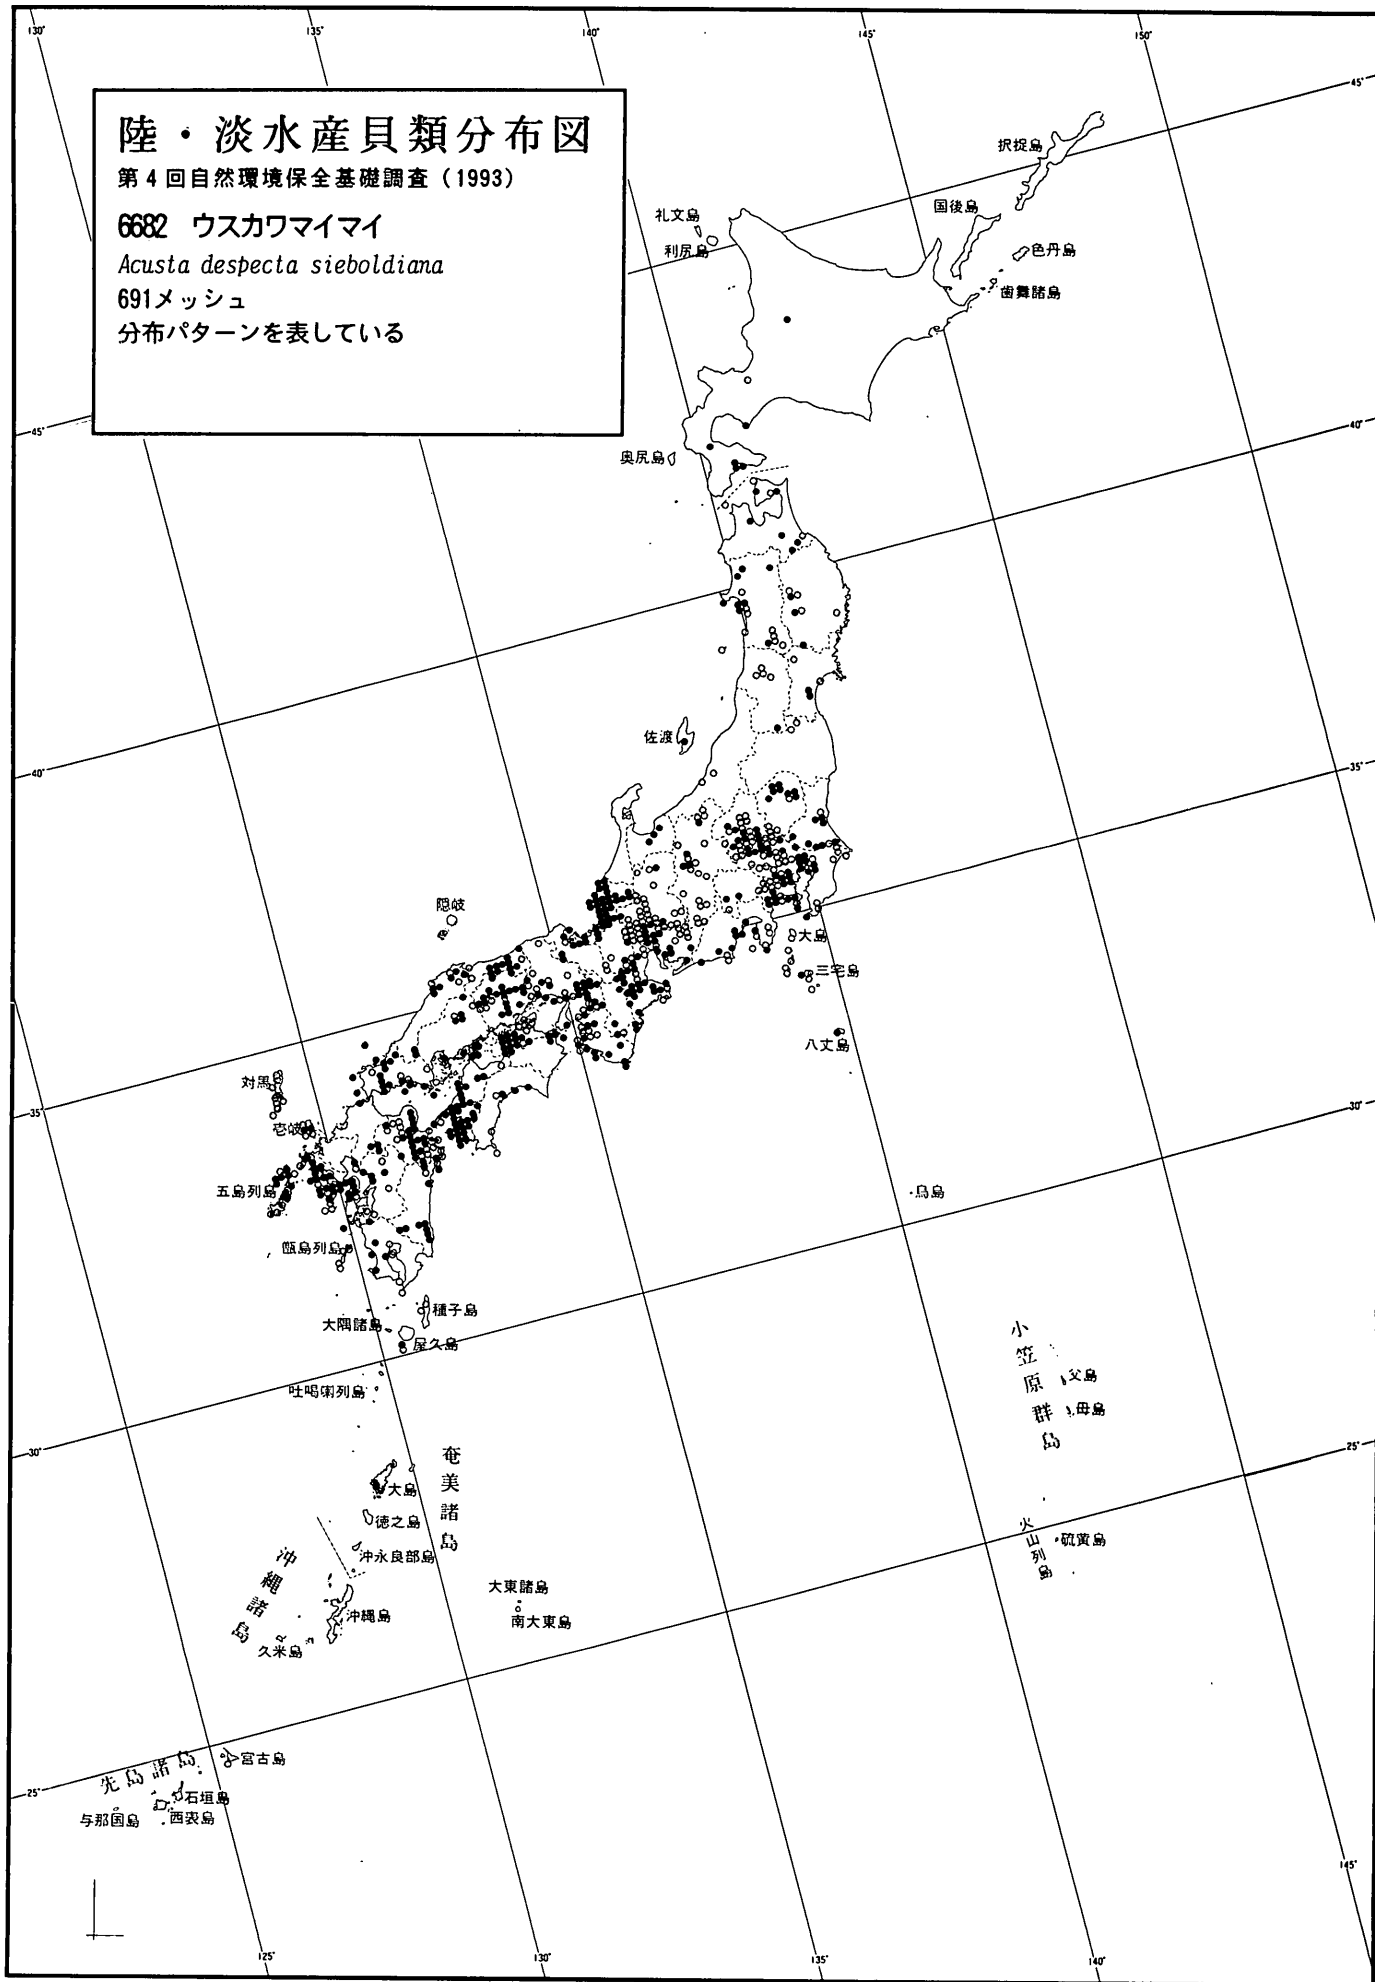 130°
135°
140°
145°
150°
45°
陸・淡水産貝類分布図
第4回自然環境保全基礎調査（1993）
6682 ウスカワマイマイ
Acusta despecta sieboldiana
691メッシュ
分布パターンを表している
択捉島
国後島
色丹島
歯舞諸島
礼文島
利尻島
奥尻島
45°
40°
佐渡
40°
35°
隠岐
大島
三宅島
八丈島
対馬
35°
壱岐
五島列島
甑島列島
30°
鳥島
種子島
大隅諸島
屋久島
吐喝喇列島
小笠原群島
父島
母島
30°
25°
奄美諸島
大島
徳之島
沖永良部島
火山列島
硫黄島
沖縄諸島
沖縄島
久米島
大東諸島
南大東島
先島諸島
宮古島
石垣島
西表島
与那国島
25°
145°
125°
130°
135°
140°